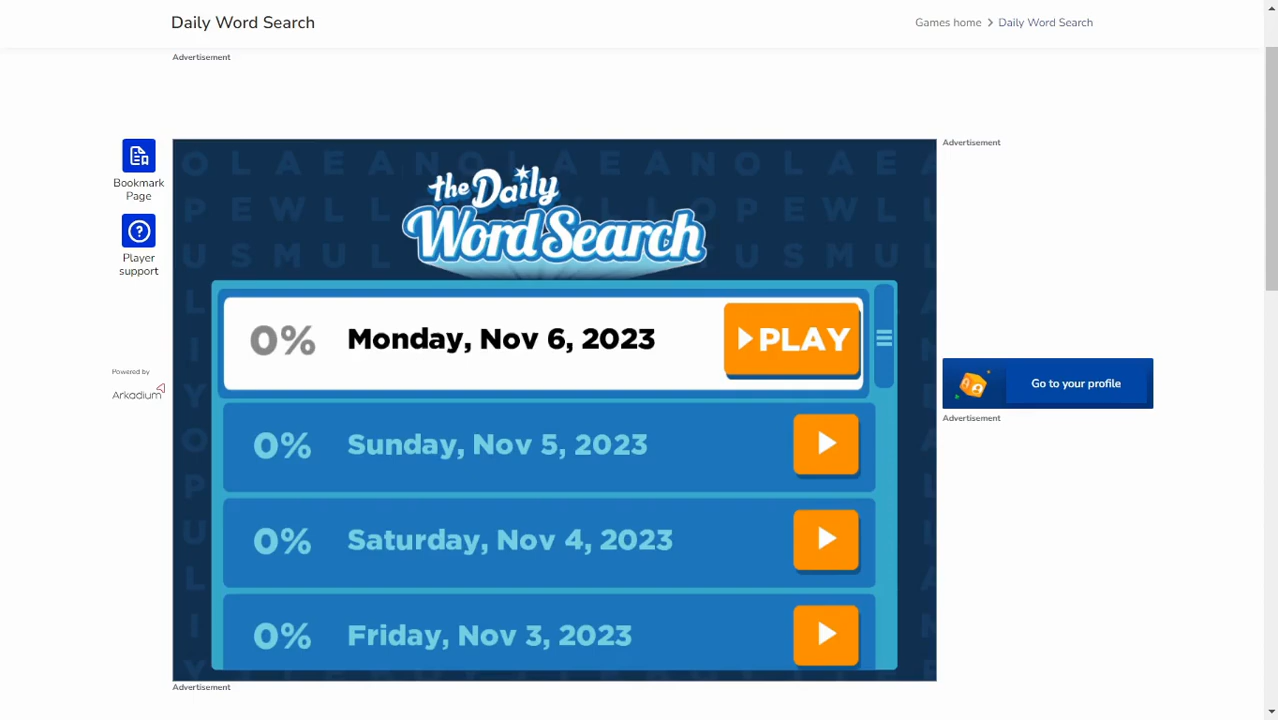 Daily Word Search
Games home Daily Word Search
Advertisement
Advertisement
Bookmark
Page
Player
support
Powered by
Arkadium
the Daily
Word Search
0% Monday, Nov 6, 2023 PLAY
0% Sunday, Nov 5, 2023
0% Saturday, Nov 4, 2023
0% Friday, Nov 3, 2023
Go to your profile
Advertisement
Advertisement